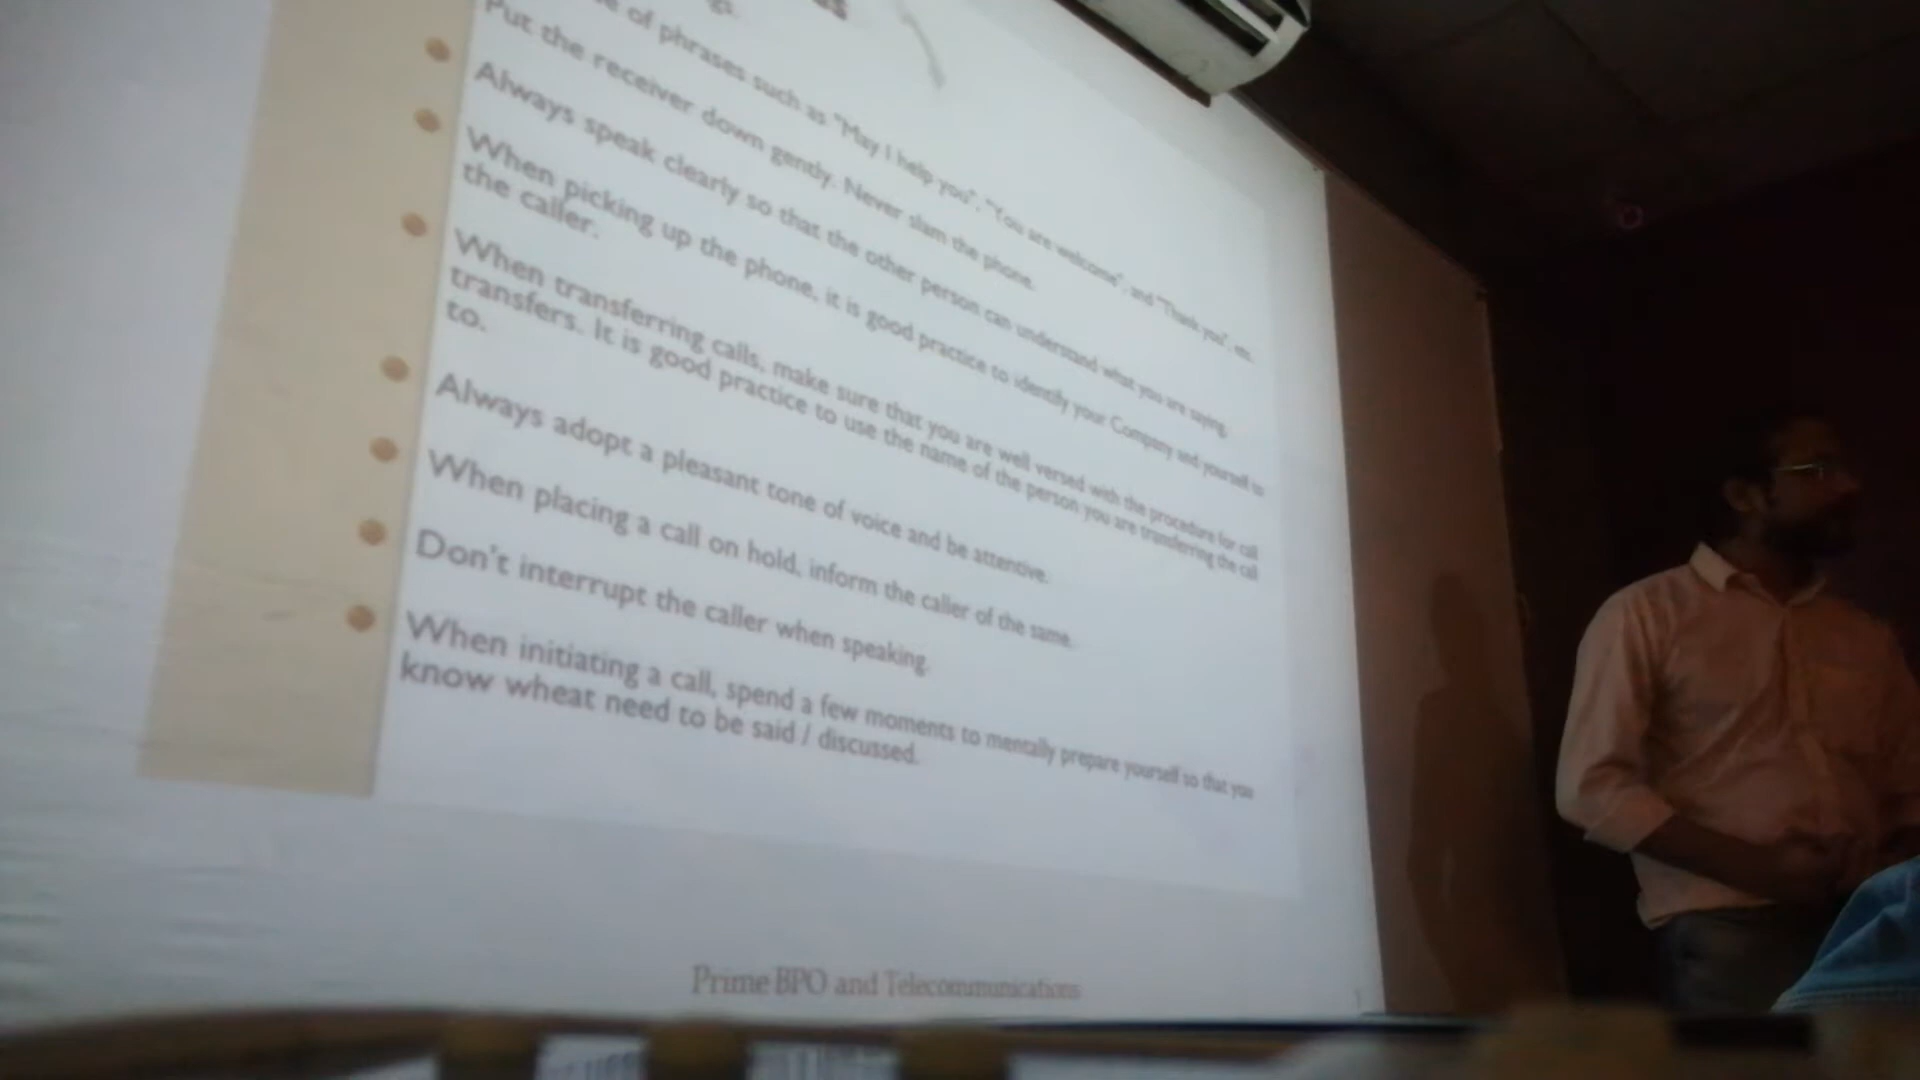 of phrases such as "May I help you", "You are welcome", and "Thank you", etc.
Put the receiver down gently. Never slam the phone.
Always speak clearly so that the other person can understand what you are saying.
When picking up the phone, it is good practice to identify your Company and yourself to
the caller.
When transferring calls, make sure that you are well versed with the procedure for call
transfers. It is good practice to use the name of the person you are transferring the call
to.
Always adopt a pleasant tone of voice and be attentive.
When placing a call on hold, inform the caller of the same.
Don't interrupt the caller when speaking.
When initiating a call, spend a few moments to mentally prepare yourself so that you
know wheat need to be said / discussed.
Prime BPO and Telecommunications